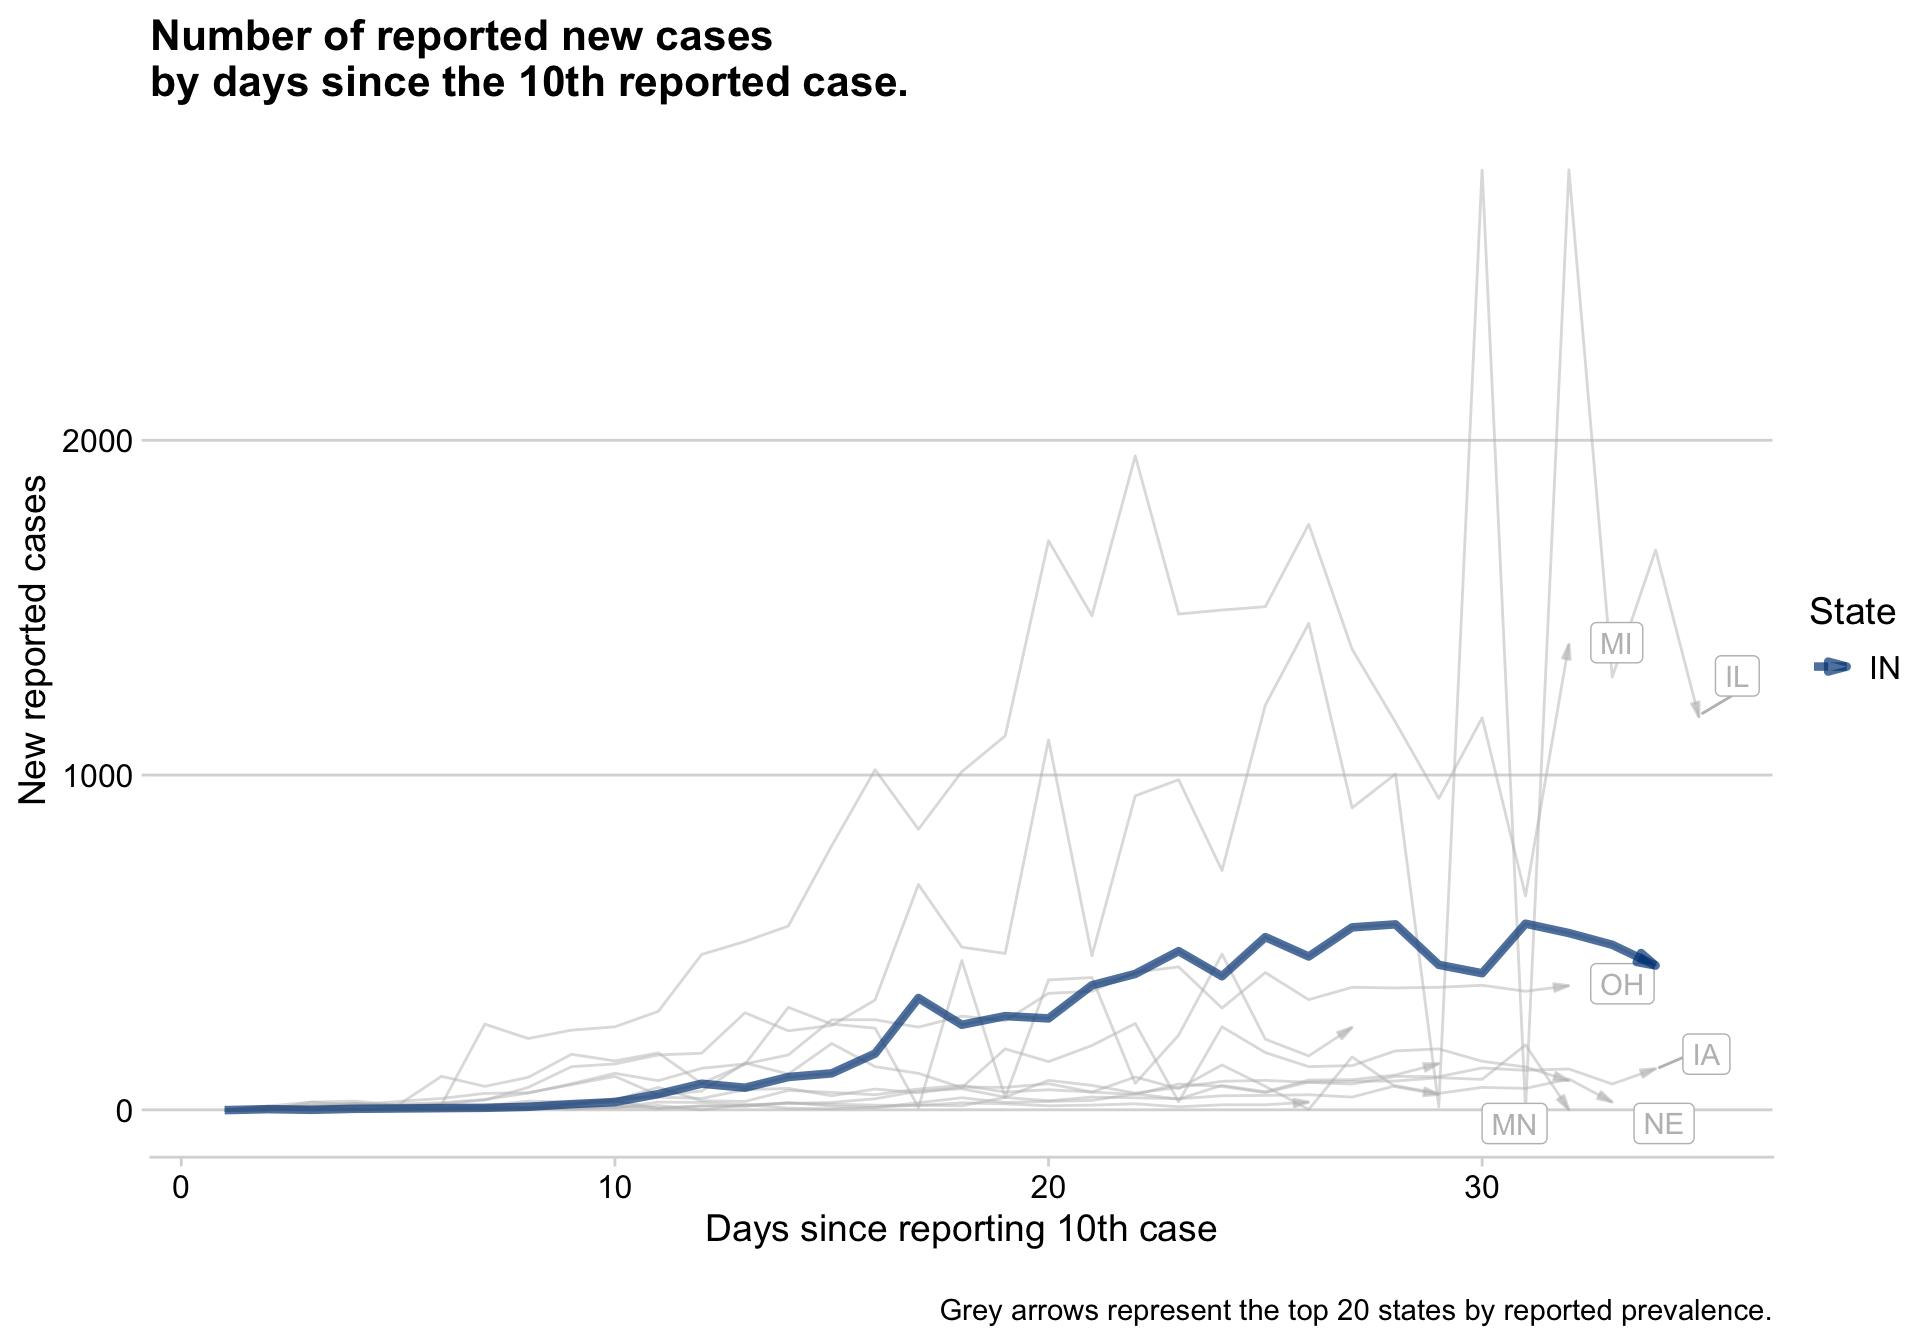 Number of reported new cases
by days since the 10th reported case.
New reported cases
2000
1000
0
MI
IL
OH
IA
MN
NE
State
IN
0
10
20
30
Days since reporting 10th case
Grey arrows represent the top 20 states by reported prevalence.